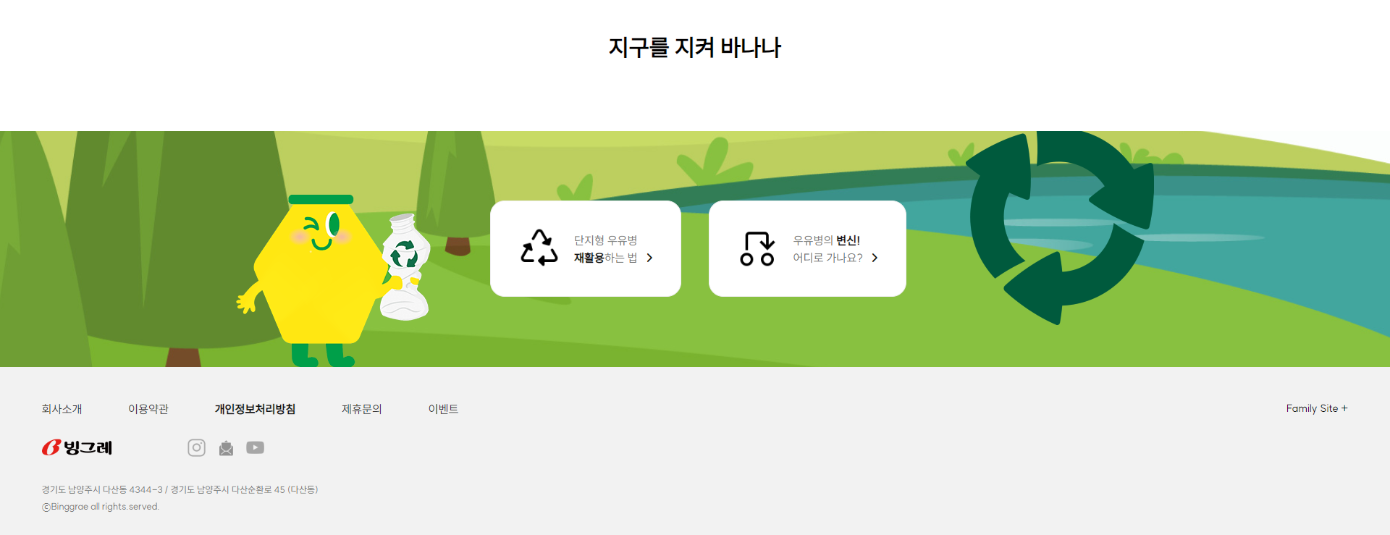 지구를 지켜 바나나
단지형 우유병
재활용하는 법
우유병의 변신!
어디로 가나요?
회사소개 이용약관 개인정보처리방침 제휴문의 이벤트 Family Site +
빙그레
경기도 남양주시 다산동 4344-3 / 경기도 남양주시 다산순환로 45 (다산동)
ⓒBinggrae all rights served.